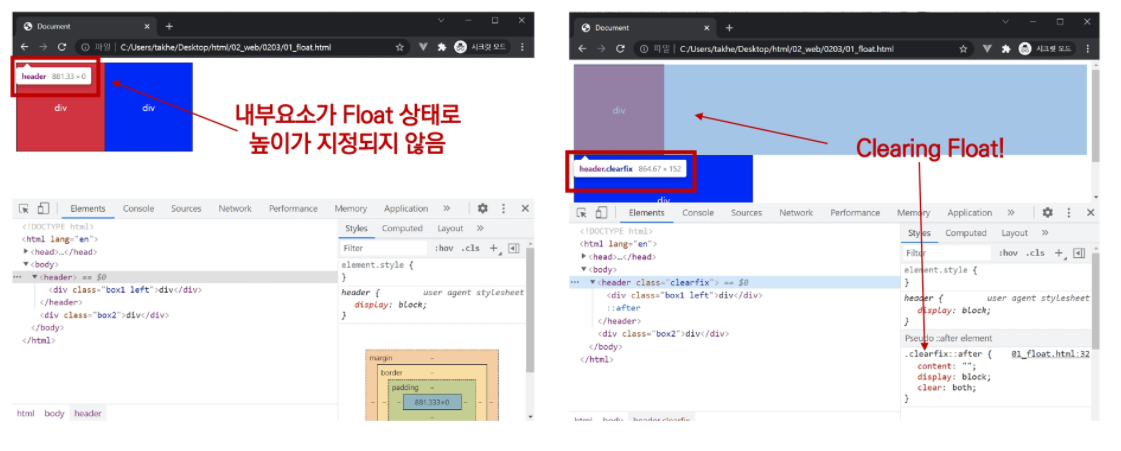 Document
파일 | C:/Users/takhe/Desktop/html/02_web/0203/01_float.html
시크릿 모드
header 881.33 × 0
div
div
내부요소가 Float 상태로
높이가 지정되지 않음
Elements Console Sources Network Performance Memory Application »
<!DOCTYPE html>
<html lang="en">
▶<head>…</head>
▼<body>
··· ▼<header> == $0
<div class="box1 left">div</div>
</header>
<div class="box2">div</div>
</body>
</html>
html body header
Styles Computed Layout »
Filter :hov .cls +
element.style {
}
header { user agent stylesheet
display: block;
}
margin -
border -
padding -
- - - 881.333×0 - - -
Document
파일 | C:/Users/takhe/Desktop/html/02_web/0203/01_float.html
시크릿 모드
div
Clearing Float!
header.clearfix 864.67 × 152
div
Elements Console Sources Network Performance Memory Application »
<!DOCTYPE html>
<html lang="en">
▶<head>…</head>
▼<body>
··· ▼<header class="clearfix"> == $0
<div class="box1 left">div</div>
::after
</header>
<div class="box2">div</div>
</body>
</html>
html body header.clearfix
Styles Computed Layout »
Filter :hov .cls +
element.style {
}
header { user agent stylesheet
display: block;
}
Pseudo ::after element
.clearfix::after { 01_float.html:32
content: "";
display: block;
clear: both;
}